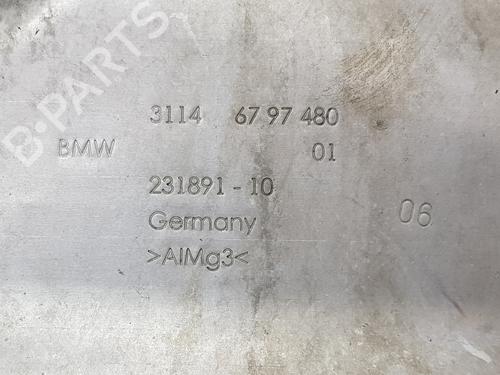 B-PARTS
3114 67 97 480
BMW 01
231891 - 10
Germany 06
>AlMg3<